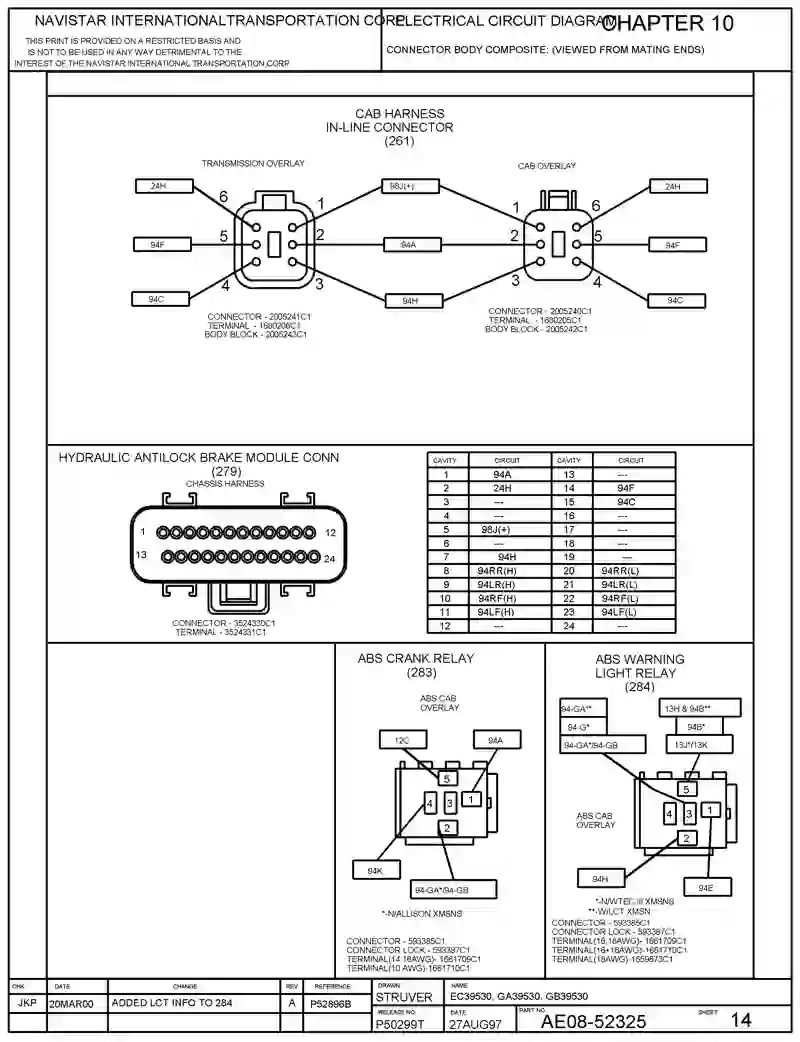 NAVISTAR INTERNATIONALTRANSPORTATION CORP.
ELECTRICAL CIRCUIT DIAGRAM
CHAPTER 10
THIS PRINT IS PROVIDED ON A RESTRICTED BASIS AND
IS NOT TO BE USED IN ANY WAY DETRIMENTAL TO THE
INTEREST OF THE NAVISTAR INTERNATIONAL TRANSPORTATION CORP
CONNECTOR BODY COMPOSITE: (VIEWED FROM MATING ENDS)
CAB HARNESS
IN-LINE CONNECTOR
(261)
TRANSMISSION OVERLAY
CAB OVERLAY
24H
98J(+)
24H
6 1 1 6
94F
5 2 2 5
94A
94F
4 3 3 4
94C
94H
94C
CONNECTOR - 2005241C1
TERMINAL - 1680206C1
BODY BLOCK - 2005243C1
CONNECTOR - 2005240C1
TERMINAL - 1680205C1
BODY BLOCK - 2005242C1
HYDRAULIC ANTILOCK BRAKE MODULE CONN
(279)
CHASSIS HARNESS
1 12
13 24
CONNECTOR - 3524330C1
TERMINAL - 3524331C1
CAVITY CIRCUIT CAVITY CIRCUIT
1 94A 13 ---
2 24H 14 94F
3 --- 15 94C
4 --- 16 ---
5 98J(+) 17 ---
6 --- 18 ---
7 94H 19 ---
8 94RR(H) 20 94RR(L)
9 94LR(H) 21 94LR(L)
10 94RF(H) 22 94RF(L)
11 94LF(H) 23 94LF(L)
12 --- 24 ---
ABS CRANK RELAY
(283)
ABS CAB
OVERLAY
12C
94A
5
4 3 1
2
94K
94-GA*/94-GB
*-N/ALLISON XMSNS
CONNECTOR - 593385C1
CONNECTOR LOCK - 593387C1
TERMINAL(14,16AWG)- 1661709C1
TERMINAL(10 AWG)-1661710C1
ABS WARNING
LIGHT RELAY
(284)
94-GA**
13H & 94B**
94-G*
94B*
94-GA*/94-GB
13J*/13K
5
4 3 1
2
ABS CAB
OVERLAY
94H
94E
*-N/WTEC III XMSNS
**-W/LCT XMSN
CONNECTOR - 593385C1
CONNECTOR LOCK - 593387C1
TERMINAL(16,18AWG)- 1661709C1
TERMINAL(16+18AWG)-1661710C1
TERMINAL(18AWG)-1659673C1
CHK DATE CHANGE REV REFERENCE
JKP 20MAR00 ADDED LCT INFO TO 284 A P52896B
DRAWN
STRUVER
NAME
EC39530, GA39530, GB39530
RELEASE NO.
P50299T
DATE
27AUG97
PART NO.
AE08-52325
SHEET
14